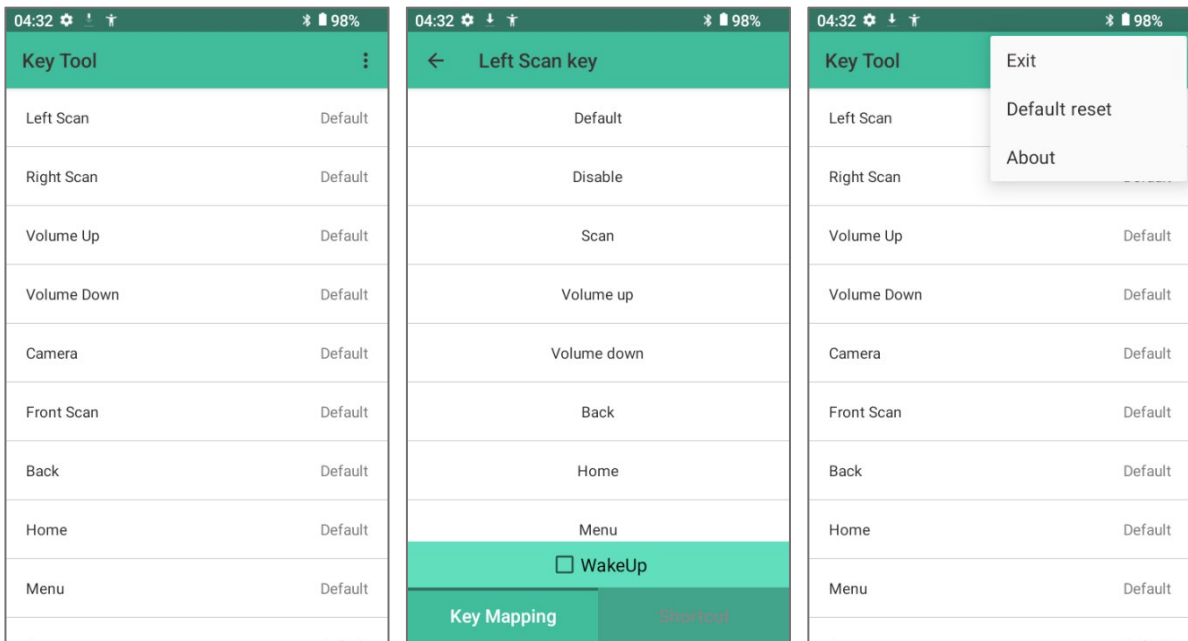 04:32 98%
Key Tool
Left Scan Default
Right Scan Default
Volume Up Default
Volume Down Default
Camera Default
Front Scan Default
Back Default
Home Default
Menu Default
04:32 98%
Left Scan key
Default
Disable
Scan
Volume up
Volume down
Back
Home
Menu
WakeUp
Key Mapping Shortcut
04:32 98%
Key Tool
Exit
Default reset
About
Left Scan
Right Scan
Volume Up Default
Volume Down Default
Camera Default
Front Scan Default
Back Default
Home Default
Menu Default